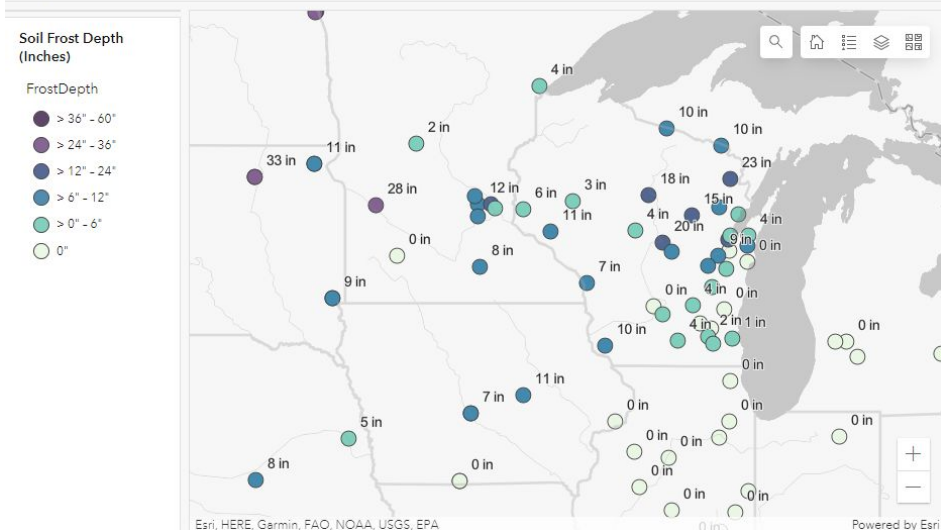 Soil Frost Depth
(Inches)
FrostDepth
> 36" - 60"
> 24" - 36"
> 12" - 24"
> 6" - 12"
> 0" - 6"
0"
4 in
10 in
2 in
10 in
11 in
33 in
23 in
28 in
12 in
6 in
3 in
18 in
15 in
11 in
4 in
4 in
20 in
0 in
9 in
0 in
8 in
7 in
9 in
0 in
4 in
0 in
10 in
4 in
2 in
1 in
0 in
0 in
11 in
7 in
0 in
0 in
5 in
0 in
0 in
0 in
8 in
0 in
0 in
0 in
0 in
0 in
Esri, HERE, Garmin, FAO, NOAA, USGS, EPA
Powered by Esri